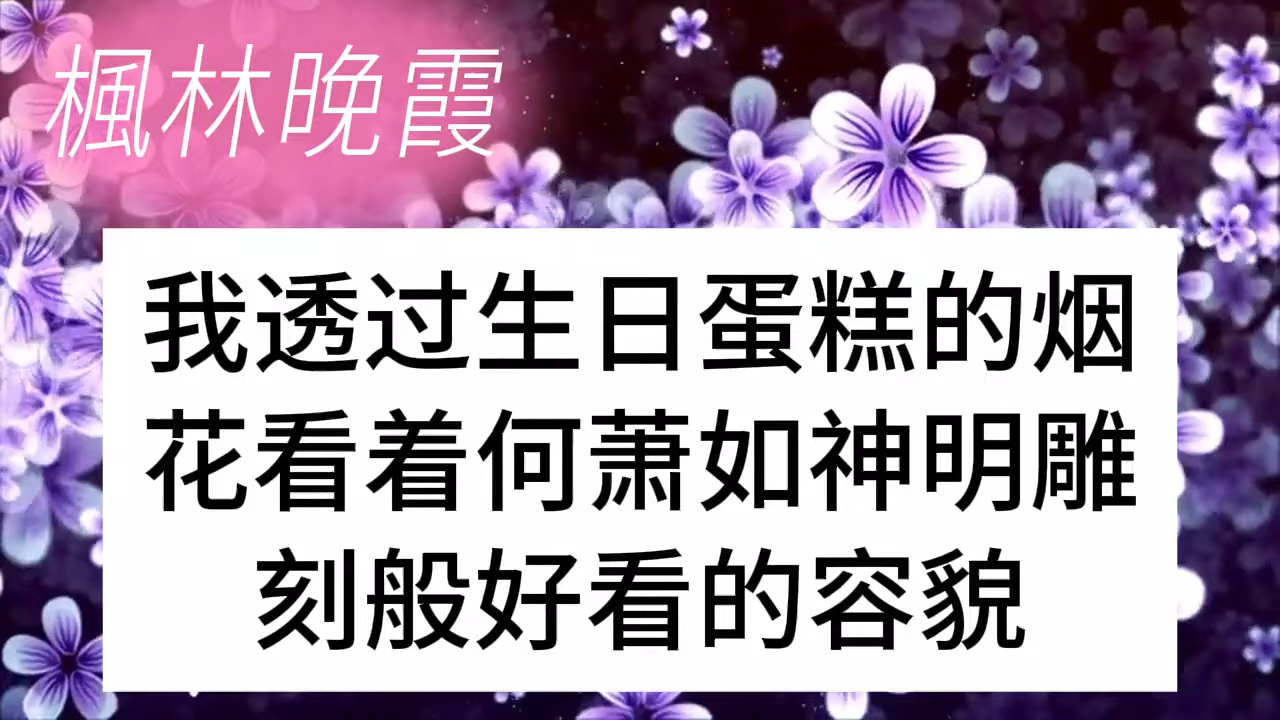 楓林晚霞
我透过生日蛋糕的烟
花看着何萧如神明雕
刻般好看的容貌